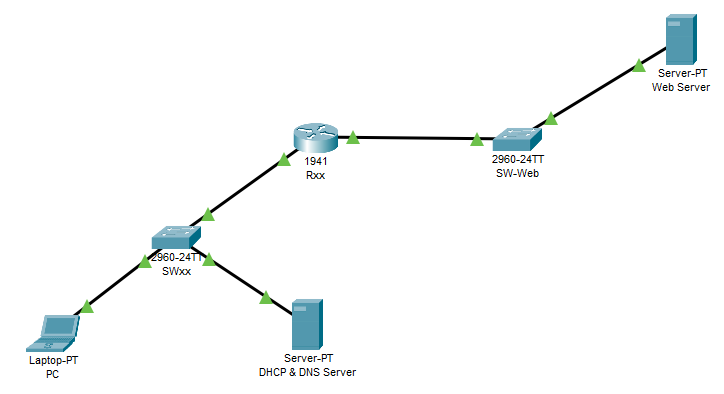 Server-PT
Web Server
1941
Rxx
2960-24TT
SW-Web
2960-24TT
SWxx
Laptop-PT
PC
Server-PT
DHCP & DNS Server